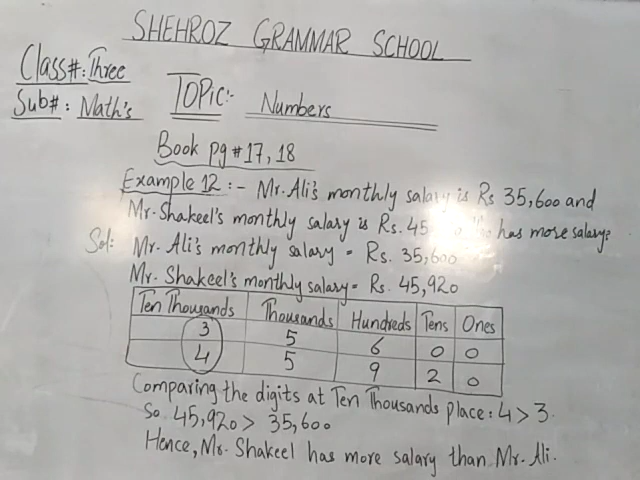 SHEHROZ GRAMMAR SCHOOL
Class#: Three
Sub#: Math's
TOPIC:- Numbers
Book pg #17, 18
Example 12 :- Mr. Ali's monthly salary is Rs 35,600 and
Mr. Shakeel's monthly salary is Rs. 45 has more salary?
Sol: Mr. Ali's monthly salary = Rs. 35,600
Mr. Shakeel's monthly salary = Rs. 45,920
Ten Thousands Thousands Hundreds Tens Ones
3 5 6 0 0
4 5 9 2 0
Comparing the digits at Ten Thousands place: 4 > 3.
So 45,920 > 35,600
Hence, Mr. Shakeel has more salary than Mr. Ali.